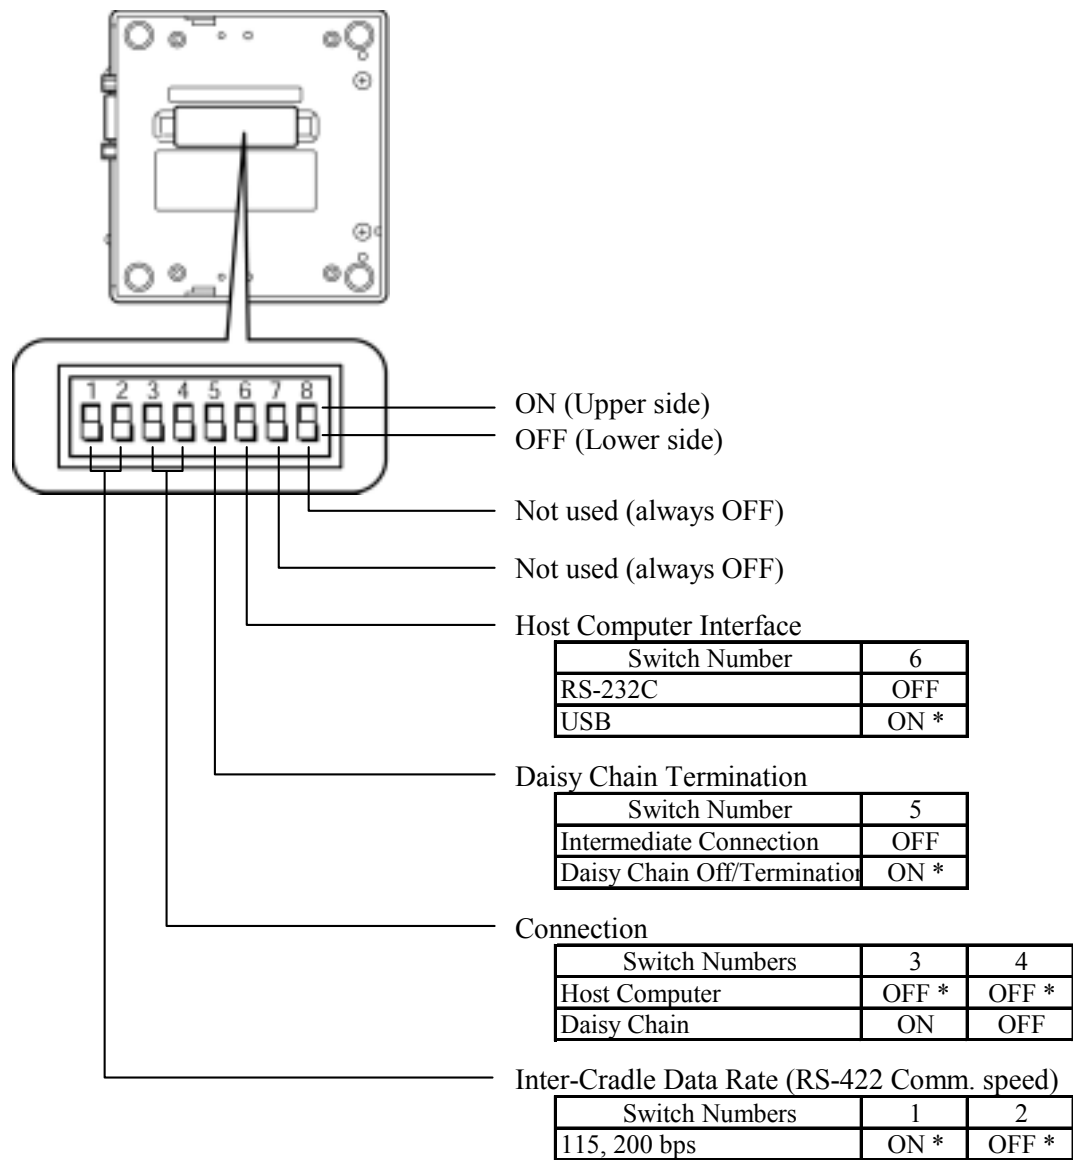 1 2 3 4 5 6 7 8
ON (Upper side)
OFF (Lower side)
Not used (always OFF)
Not used (always OFF)
Host Computer Interface
Switch Number 6
RS-232C OFF
USB ON *
Daisy Chain Termination
Switch Number 5
Intermediate Connection OFF
Daisy Chain Off/Termination ON *
Connection
Switch Numbers 3 4
Host Computer OFF * OFF *
Daisy Chain ON OFF
Inter-Cradle Data Rate (RS-422 Comm. speed)
Switch Numbers 1 2
115, 200 bps ON * OFF *